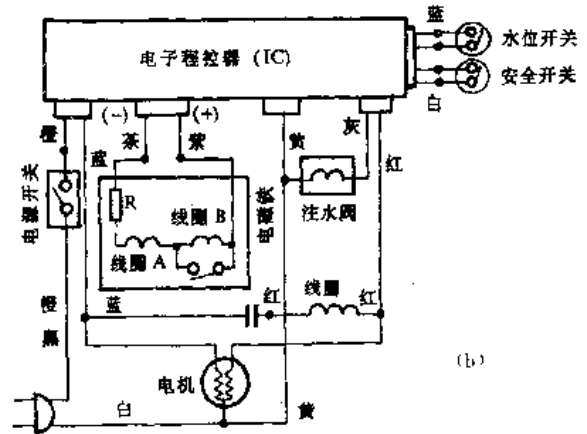 蓝
水位开关
电子程控器 (IC)
安全开关
白
橙
(-)
(+)
茶
紫
黄
灰
蓝
红
电源开关
R
线圈 B
线圈 A
电磁铁
注水阀
橙
黑
蓝
红
线圈
红
(b)
电机
白
黄